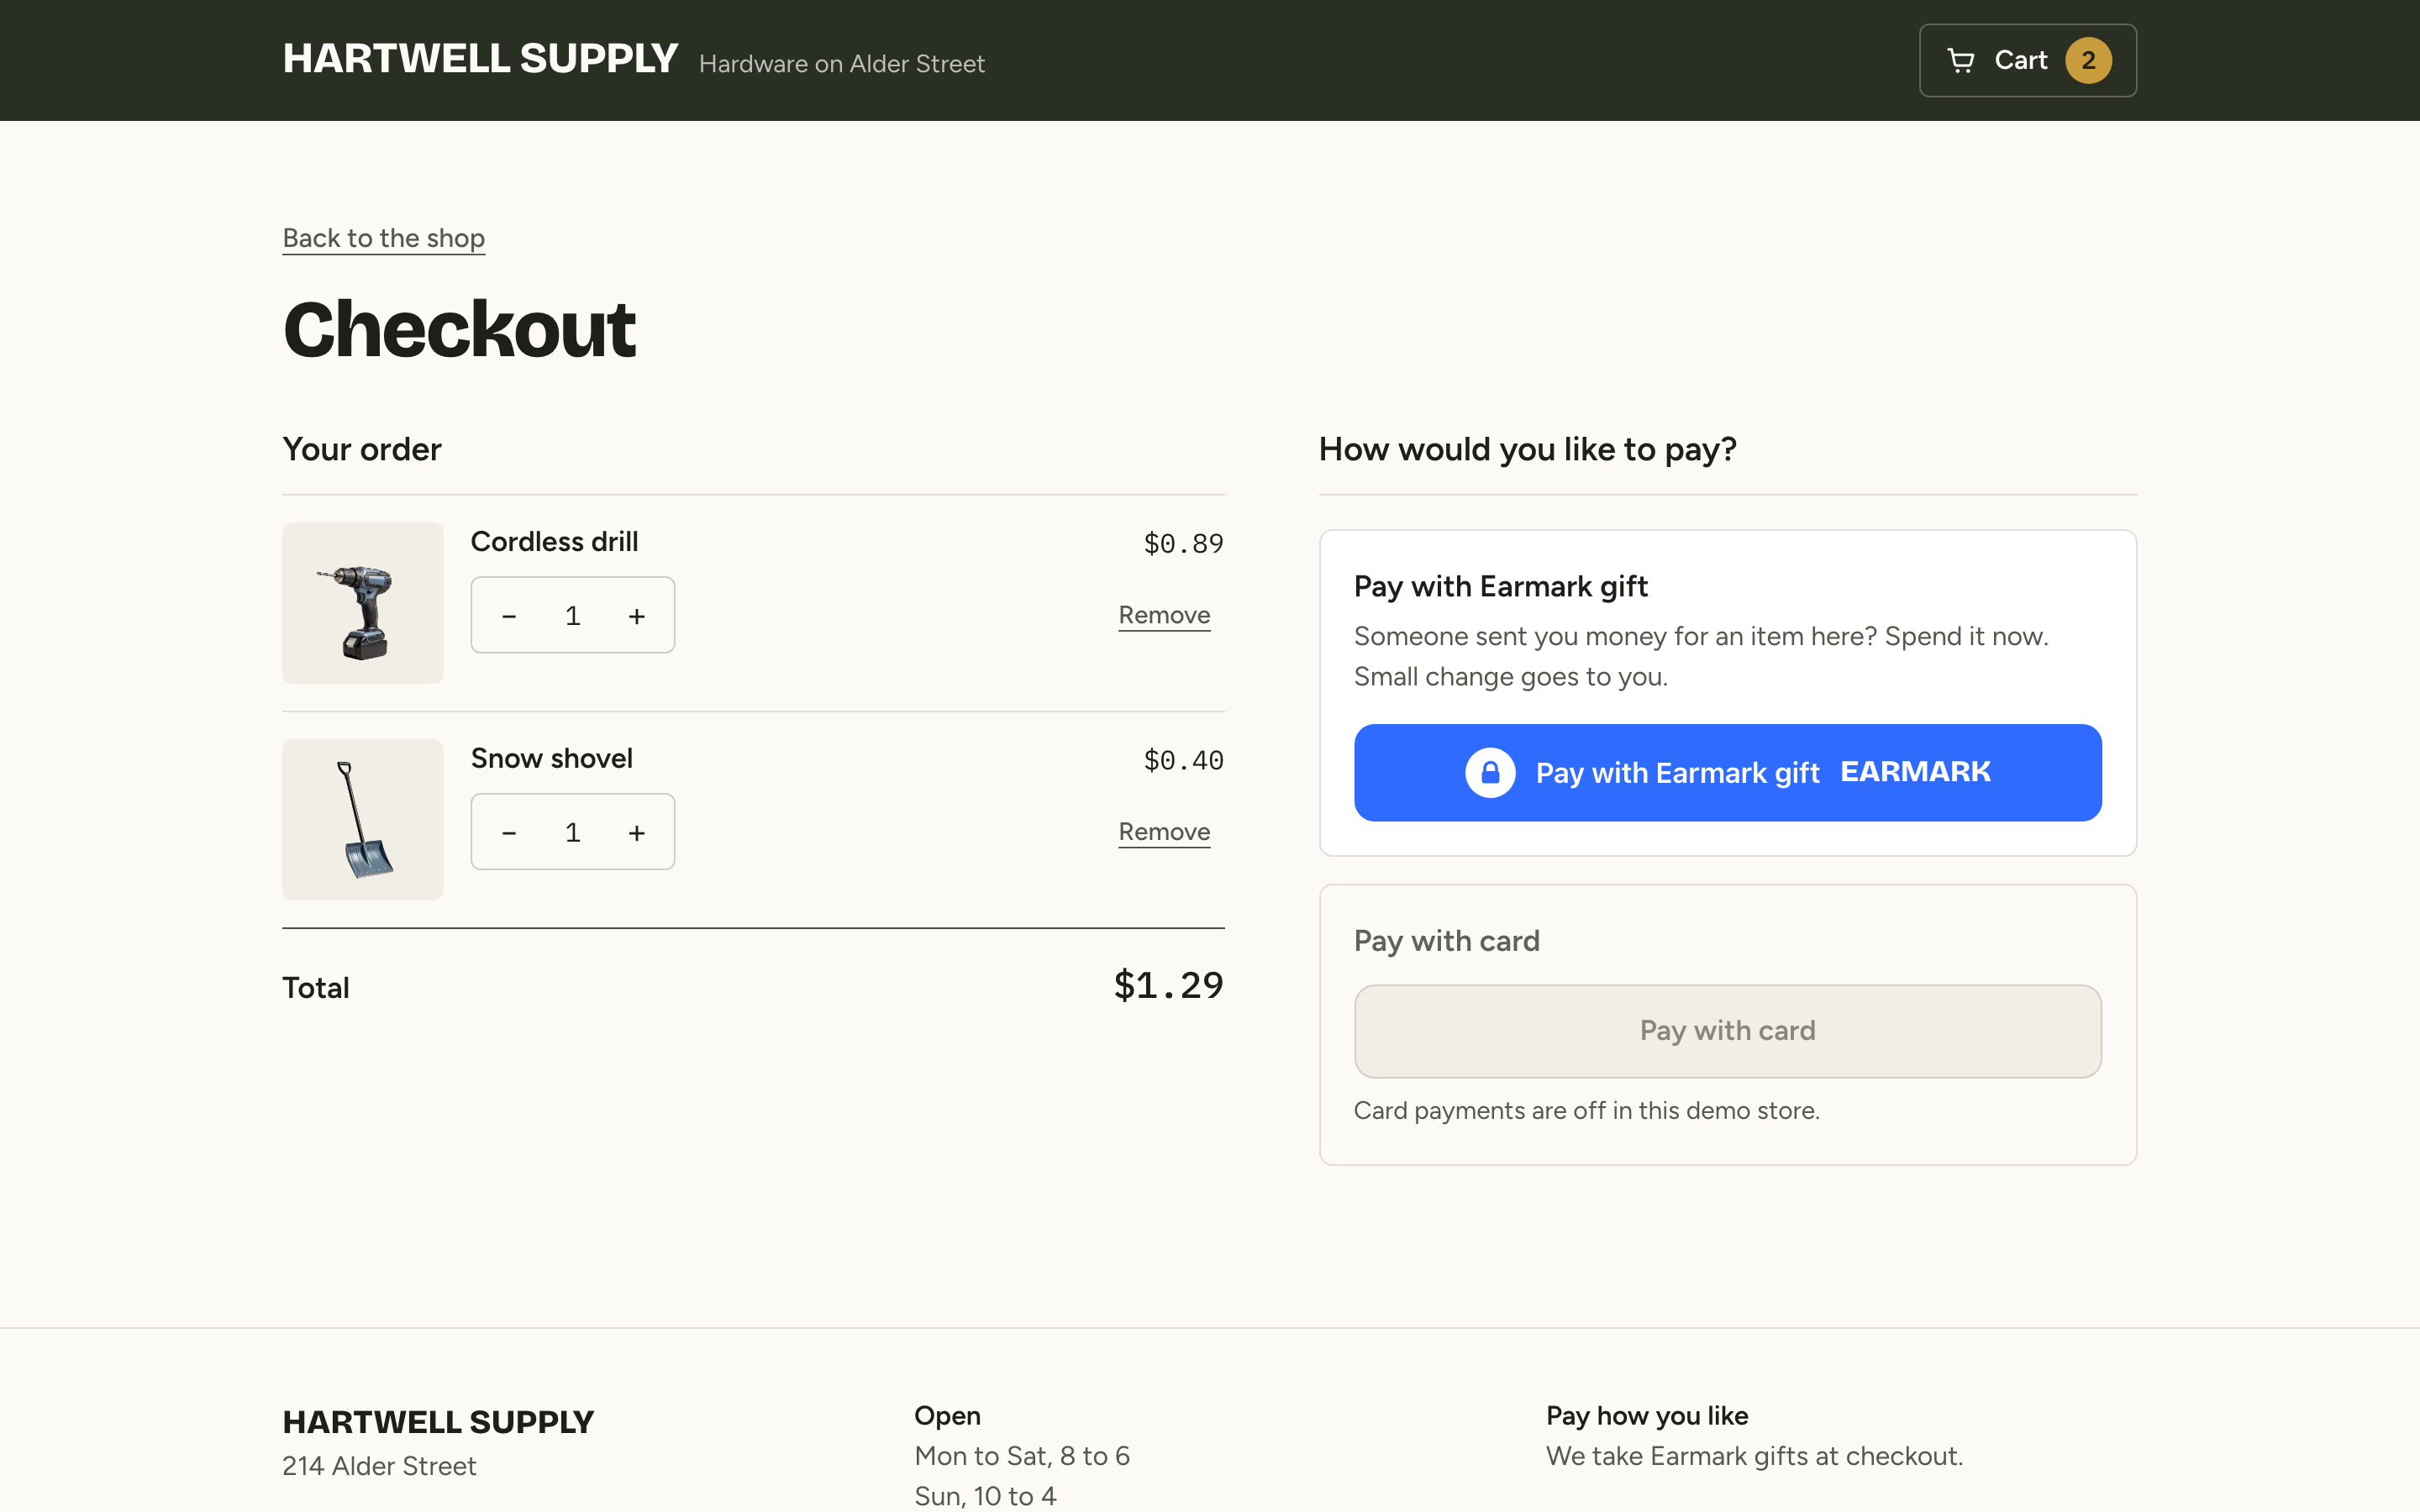 HARTWELL SUPPLY Hardware on Alder Street
Cart 2
Back to the shop
Checkout
Your order
Cordless drill
$0.89
− 1 +
Remove
Snow shovel
$0.40
− 1 +
Remove
Total
$1.29
How would you like to pay?
Pay with Earmark gift
Someone sent you money for an item here? Spend it now.
Small change goes to you.
Pay with Earmark gift EARMARK
Pay with card
Pay with card
Card payments are off in this demo store.
HARTWELL SUPPLY
214 Alder Street
Open
Mon to Sat, 8 to 6
Sun, 10 to 4
Pay how you like
We take Earmark gifts at checkout.